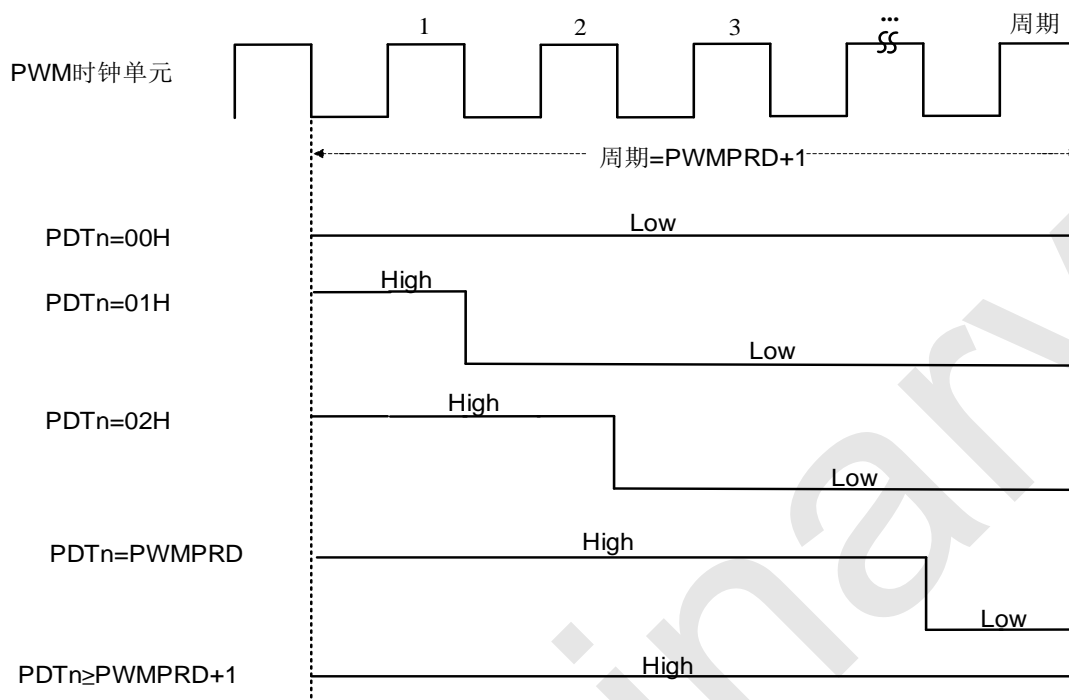 1 2 3 ... 周期
PWM时钟单元
周期=PWMPRD+1
PDTn=00H Low
PDTn=01H High Low
PDTn=02H High Low
PDTn=PWMPRD High Low
PDTn≥PWMPRD+1 High
inary